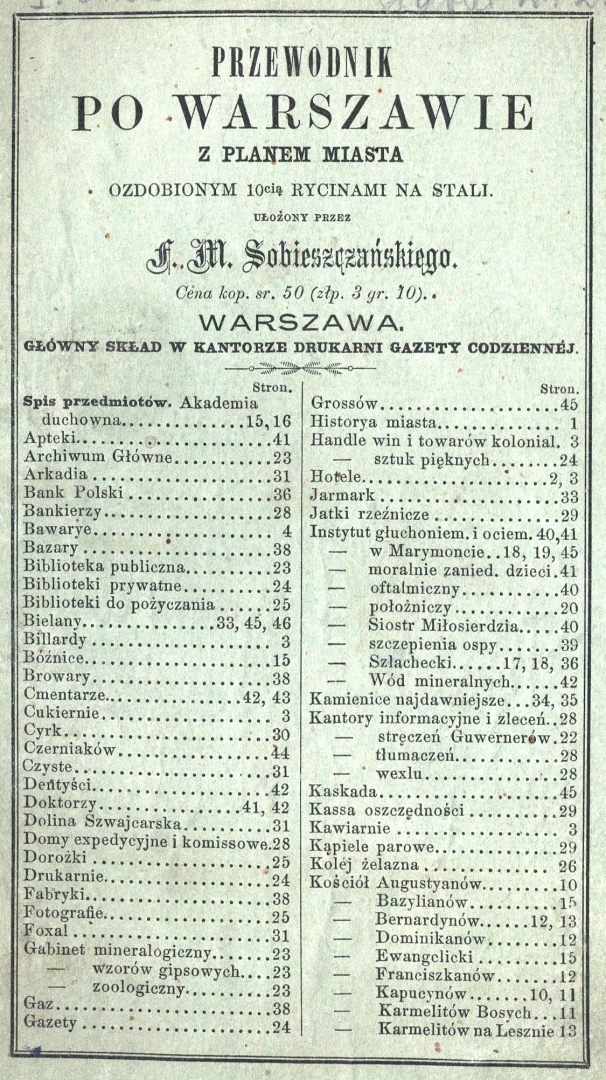 PRZEWODNIK
PO WARSZAWIE
Z PLANEM MIASTA
OZDOBIONYM 10cią RYCINAMI NA STALI.
UŁOŻONY PRZEZ
F. M. Sobieszczańskiego.
Céna kop. sr. 50 (złp. 3 gr. 10).
WARSZAWA.
GŁÓWNY SKŁAD W KANTORZE DRUKARNI GAZETY CODZIENNÉJ.
Stron.
Spis przedmiotów. Akademia
duchowna....................15, 16
Apteki..........................41
Archiwum Główne............23
Arkadia........................31
Bank Polski...................36
Bankierzy......................28
Bawarye........................4
Bazary.........................38
Biblioteka publiczna..........23
Biblioteki prywatne...........24
Biblioteki do pożyczania......25
Bielany................33, 45, 46
Billardy.......................3
Bóżnice........................15
Browary........................38
Cmentarze..................42, 43
Cukiernie......................3
Cyrk...........................30
Czerniaków.....................44
Czyste.........................31
Dentyści.......................42
Doktorzy...................41, 42
Dolina Szwajcarska............31
Domy expedycyjne i komissowe.28
Dorożki........................25
Drukarnie......................24
Fabryki........................38
Fotografie.....................25
Foxal..........................31
Gabinet mineralogiczny........23
— wzorów gipsowych....23
— zoologiczny..........23
Gaz............................38
Gazety.........................24
Stron.
Grossów........................45
Historya miasta................1
Handle win i towarów kolonial. 3
— sztuk pięknych........24
Hotele........................2, 3
Jarmark........................33
Jatki rzeźnicze................29
Instytut głuchoniem. i ociem. 40,41
— w Marymoncie..18, 19, 45
— moralnie zanied. dzieci.41
— oftalmiczny............40
— położniczy.............20
— Siostr Miłosierdzia.....40
— szczepienia ospy.......39
— Szlachecki......17, 18, 36
— Wód mineralnych.......42
Kamienice najdawniejsze...34, 35
Kantory informacyjne i zleceń..28
— stręczeń Guwernerów.22
— tłumaczeń.............28
— wexlu..................28
Kaskada........................45
Kassa oszczędności............29
Kawiarnie......................3
Kąpiele parowe................29
Koléj żelazna.................26
Kościół Augustyanów...........10
— Bazylianów............15
— Bernardynów......12, 13
— Dominikanów...........12
— Ewangelicki............15
— Franciszkanów.........12
— Kapucynów.......10, 11
— Karmelitów Bosych...11
— Karmelitów na Lesznie 13